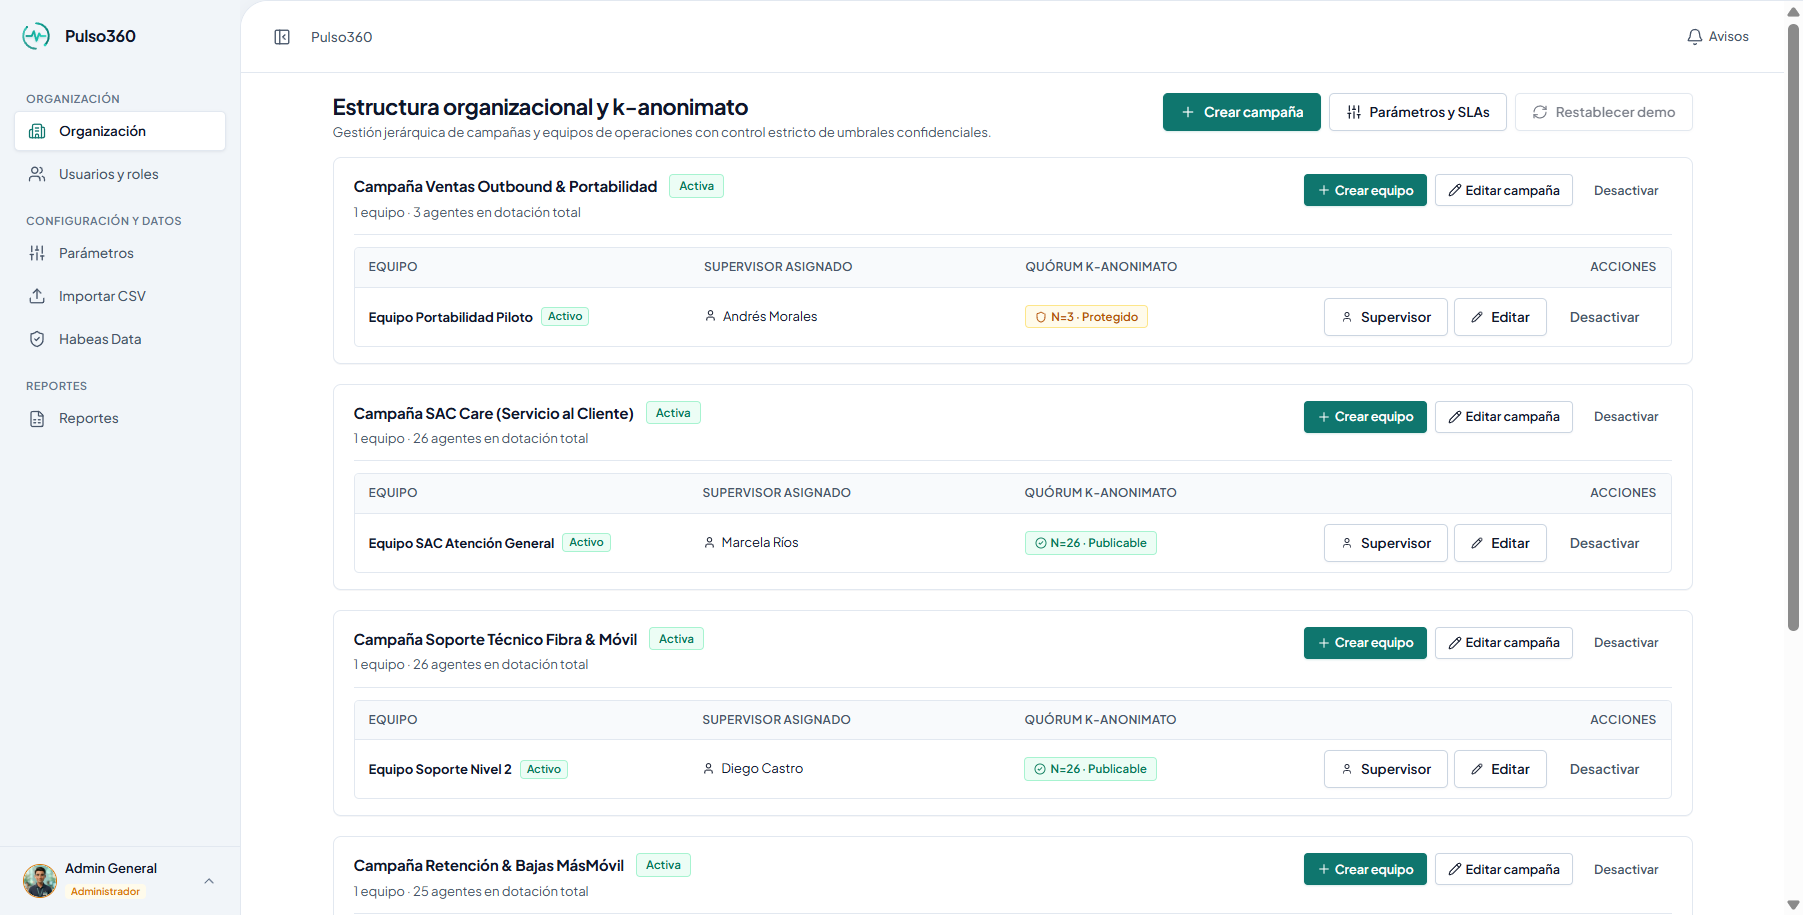 Pulso360
ORGANIZACIÓN
Organización
Usuarios y roles
CONFIGURACIÓN Y DATOS
Parámetros
Importar CSV
Habeas Data
REPORTES
Reportes
Admin General
Administrador
Pulso360
Avisos
Estructura organizacional y k-anonimato
Gestión jerárquica de campañas y equipos de operaciones con control estricto de umbrales confidenciales.
Crear campaña
Parámetros y SLAs
Restablecer demo
Campaña Ventas Outbound & Portabilidad Activa
1 equipo · 3 agentes en dotación total
Crear equipo
Editar campaña
Desactivar
EQUIPO SUPERVISOR ASIGNADO QUÓRUM K-ANONIMATO ACCIONES
Equipo Portabilidad Piloto Activo Andrés Morales N=3 · Protegido Supervisor Editar Desactivar
Campaña SAC Care (Servicio al Cliente) Activa
1 equipo · 26 agentes en dotación total
Crear equipo
Editar campaña
Desactivar
EQUIPO SUPERVISOR ASIGNADO QUÓRUM K-ANONIMATO ACCIONES
Equipo SAC Atención General Activo Marcela Ríos N=26 · Publicable Supervisor Editar Desactivar
Campaña Soporte Técnico Fibra & Móvil Activa
1 equipo · 26 agentes en dotación total
Crear equipo
Editar campaña
Desactivar
EQUIPO SUPERVISOR ASIGNADO QUÓRUM K-ANONIMATO ACCIONES
Equipo Soporte Nivel 2 Activo Diego Castro N=26 · Publicable Supervisor Editar Desactivar
Campaña Retención & Bajas MásMóvil Activa
1 equipo · 25 agentes en dotación total
Crear equipo
Editar campaña
Desactivar